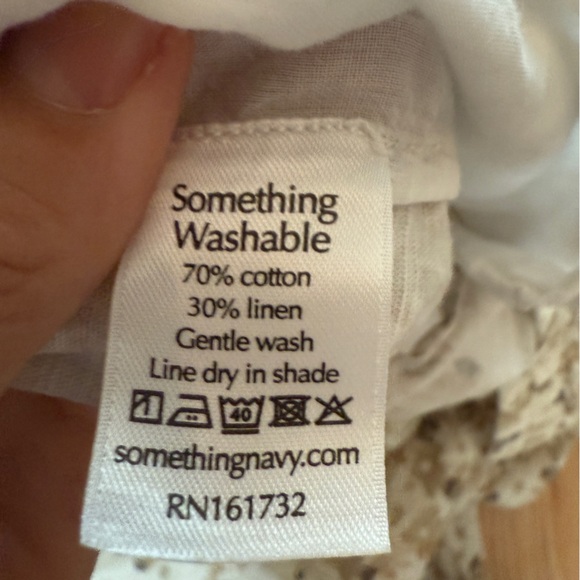 Something
Washable
70% cotton
30% linen
Gentle wash
Line dry in shade
40
somethingnavy.com
RN161732